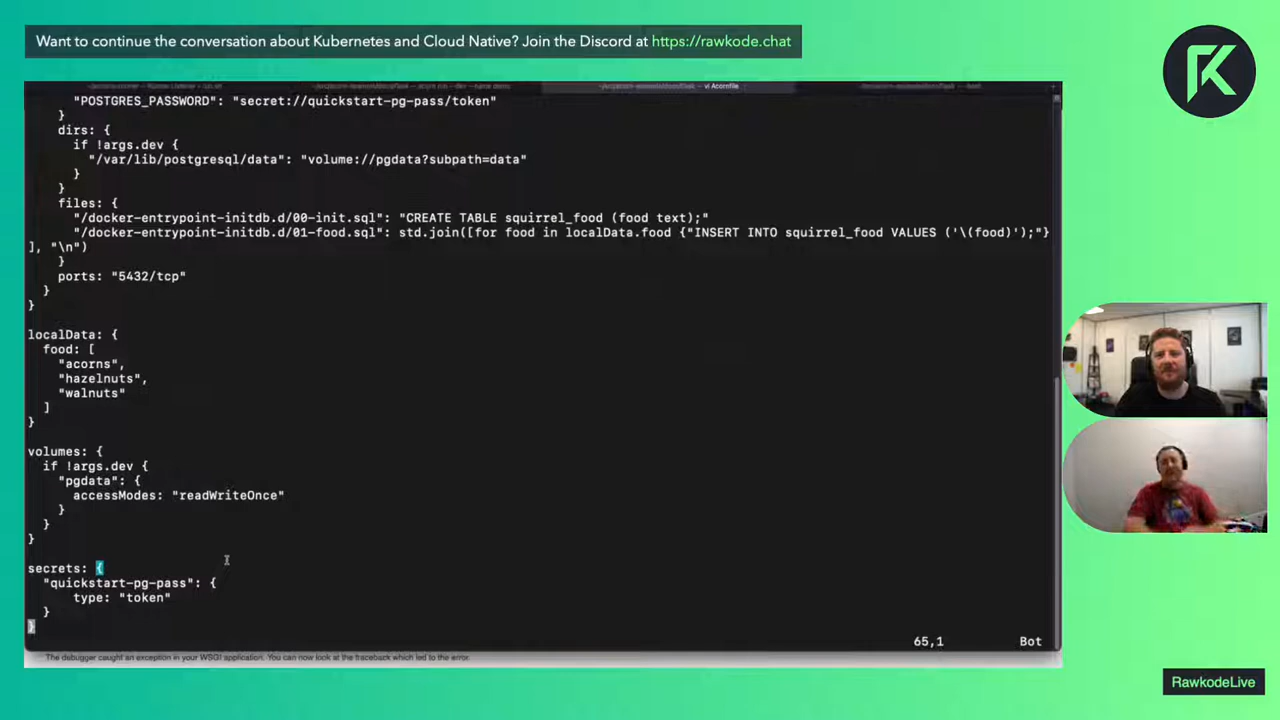 Want to continue the conversation about Kubernetes and Cloud Native? Join the Discord at https://rawkode.chat
vi Acornfile
"POSTGRES_PASSWORD": "secret://quickstart-pg-pass/token"
}
dirs: {
if !args.dev {
"/var/lib/postgresql/data": "volume://pgdata?subpath=data"
}
}
files: {
"/docker-entrypoint-initdb.d/00-init.sql": "CREATE TABLE squirrel_food (food text);"
"/docker-entrypoint-initdb.d/01-food.sql": std.join([for food in localData.food {"INSERT INTO squirrel_food VALUES ('\(food)');"}
], "\n")
}
ports: "5432/tcp"
}
}
localData: {
food: [
"acorns",
"hazelnuts",
"walnuts"
]
}
volumes: {
if !args.dev {
"pgdata": {
accessModes: "readWriteOnce"
}
}
}
secrets: {
"quickstart-pg-pass": {
type: "token"
}
}
65,1 Bot
The debugger caught an exception in your WSGI application. You can now look at the traceback which led to the error.
RawkodeLive